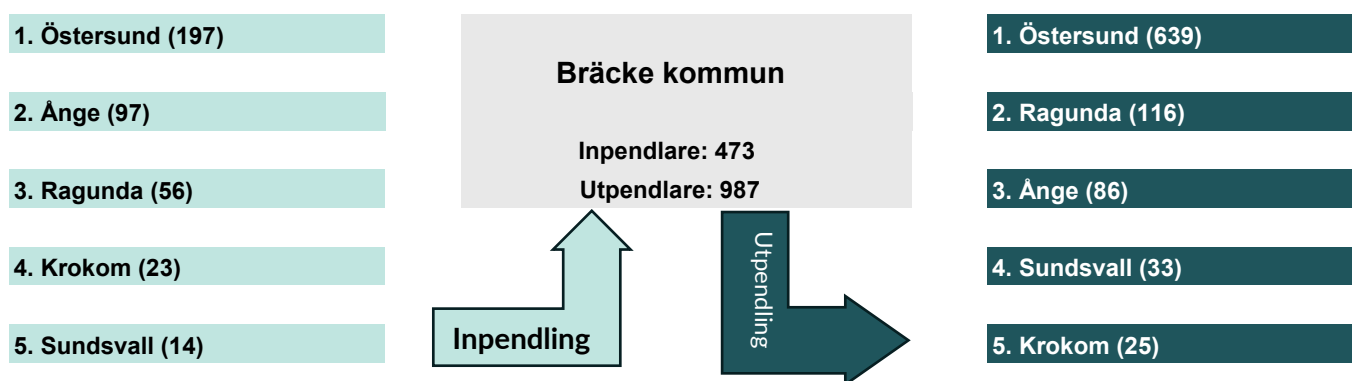 1. Östersund (197)
2. Ånge (97)
3. Ragunda (56)
4. Krokom (23)
5. Sundsvall (14)
Bräcke kommun
Inpendlare: 473
Utpendlare: 987
Inpendling
Utpendling
1. Östersund (639)
2. Ragunda (116)
3. Ånge (86)
4. Sundsvall (33)
5. Krokom (25)